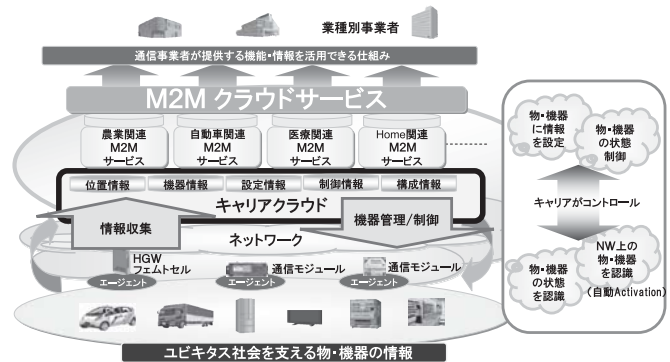 業種別事業者
通信事業者が提供する機能・情報を活用できる仕組み
M2M クラウドサービス
農業関連
M2M
サービス
自動車関連
M2M
サービス
医療関連
M2M
サービス
Home関連
M2M
サービス
位置情報
機器情報
設定情報
制御情報
構成情報
キャリアクラウド
情報収集
機器管理/制御
ネットワーク
HGW
フェムトセル
通信モジュール
通信モジュール
エージェント
エージェント
エージェント
ユビキタス社会を支える物・機器の情報
物・機器
に情報
を設定
物・機器
の状態
制御
キャリアがコントロール
物・機器
の状態
を認識
NW上の
物・機器
を認識
(自動Activation)